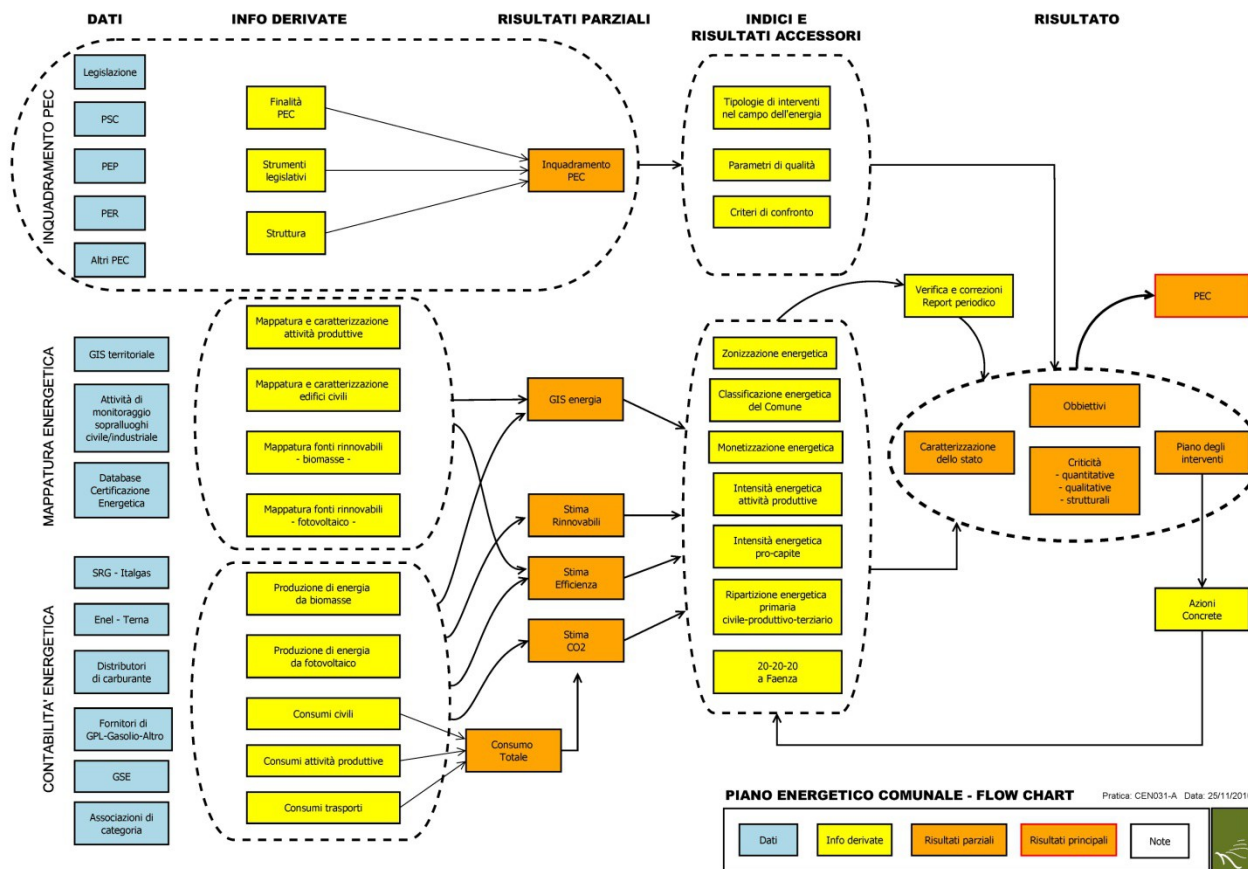 DATI
INFO DERIVATE
RISULTATI PARZIALI
INDICI E
RISULTATI ACCESSORI
RISULTATO
INQUADRAMENTO PEC
Legislazione
PSC
PEP
PER
Altri PEC
Finalità
PEC
Strumenti
legislativi
Struttura
Inquadramento
PEC
Tipologie di interventi
nel campo dell'energia
Parametri di qualità
Criteri di confronto
MAPPATURA ENERGETICA
GIS territoriale
Attività di
monitoraggio
sopralluoghi
civile/industriale
Database
Certificazione
Energetica
Mappatura e caratterizzazione
attività produttive
Mappatura e caratterizzazione
edifici civili
Mappatura fonti rinnovabili
- biomasse -
Mappatura fonti rinnovabili
- fotovoltaico -
GIS energia
Stima
Rinnovabili
Stima
Efficienza
Stima
CO2
Consumo
Totale
CONTABILITA' ENERGETICA
SRG - Italgas
Enel - Terna
Distributori
di carburante
Fornitori di
GPL-Gasolio-Altro
GSE
Associazioni di
categoria
Produzione di energia
da biomasse
Produzione di energia
da fotovoltaico
Consumi civili
Consumi attività produttive
Consumi trasporti
Zonizzazione energetica
Classificazione energetica
del Comune
Monetizzazione energetica
Intensità energetica
attività produttive
Intensità energetica
pro-capite
Ripartizione energetica
primaria
civile-produttivo-terziario
20-20-20
a Faenza
Verifica e correzioni
Report periodico
PEC
Obbiettivi
Caratterizzazione
dello stato
Criticità
- quantitative
- qualitative
- strutturali
Piano degli
interventi
Azioni
Concrete
PIANO ENERGETICO COMUNALE - FLOW CHART
Pratica: CEN031-A Data: 25/11/2010
Dati
Info derivate
Risultati parziali
Risultati principali
Note